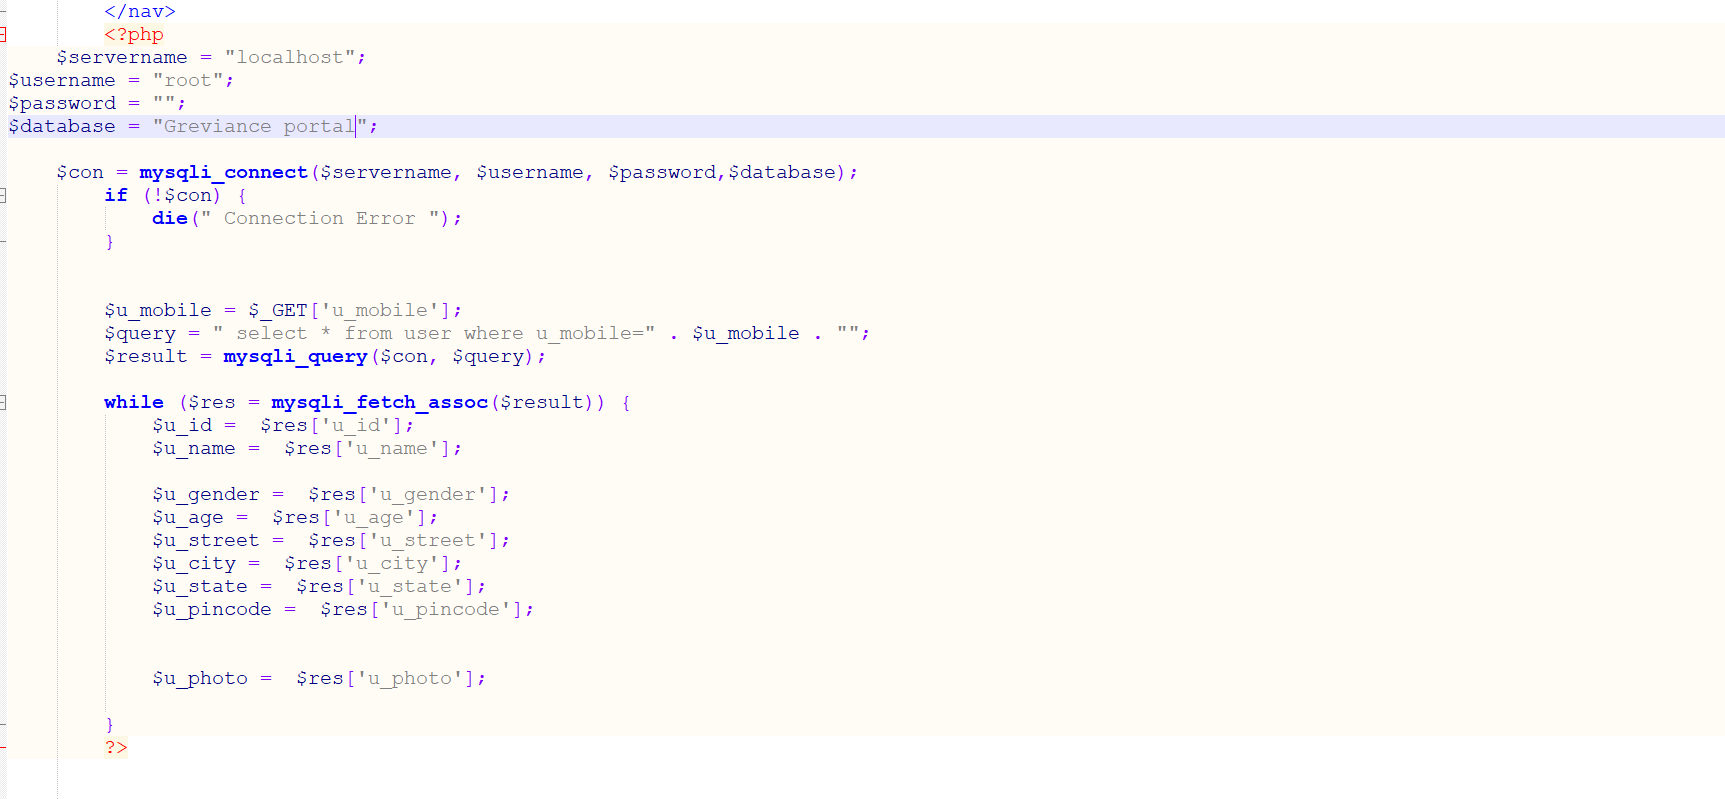 </nav>
<?php
$servername = "localhost";
$username = "root";
$password = "";
$database = "Greviance portal";
$con = mysqli_connect($servername, $username, $password,$database);
if (!$con) {
die(" Connection Error ");
}
$u_mobile = $_GET['u_mobile'];
$query = " select * from user where u_mobile=" . $u_mobile . "";
$result = mysqli_query($con, $query);
while ($res = mysqli_fetch_assoc($result)) {
$u_id =  $res['u_id'];
$u_name =  $res['u_name'];
$u_gender =  $res['u_gender'];
$u_age =  $res['u_age'];
$u_street =  $res['u_street'];
$u_city =  $res['u_city'];
$u_state =  $res['u_state'];
$u_pincode =  $res['u_pincode'];
$u_photo =  $res['u_photo'];
}
?>